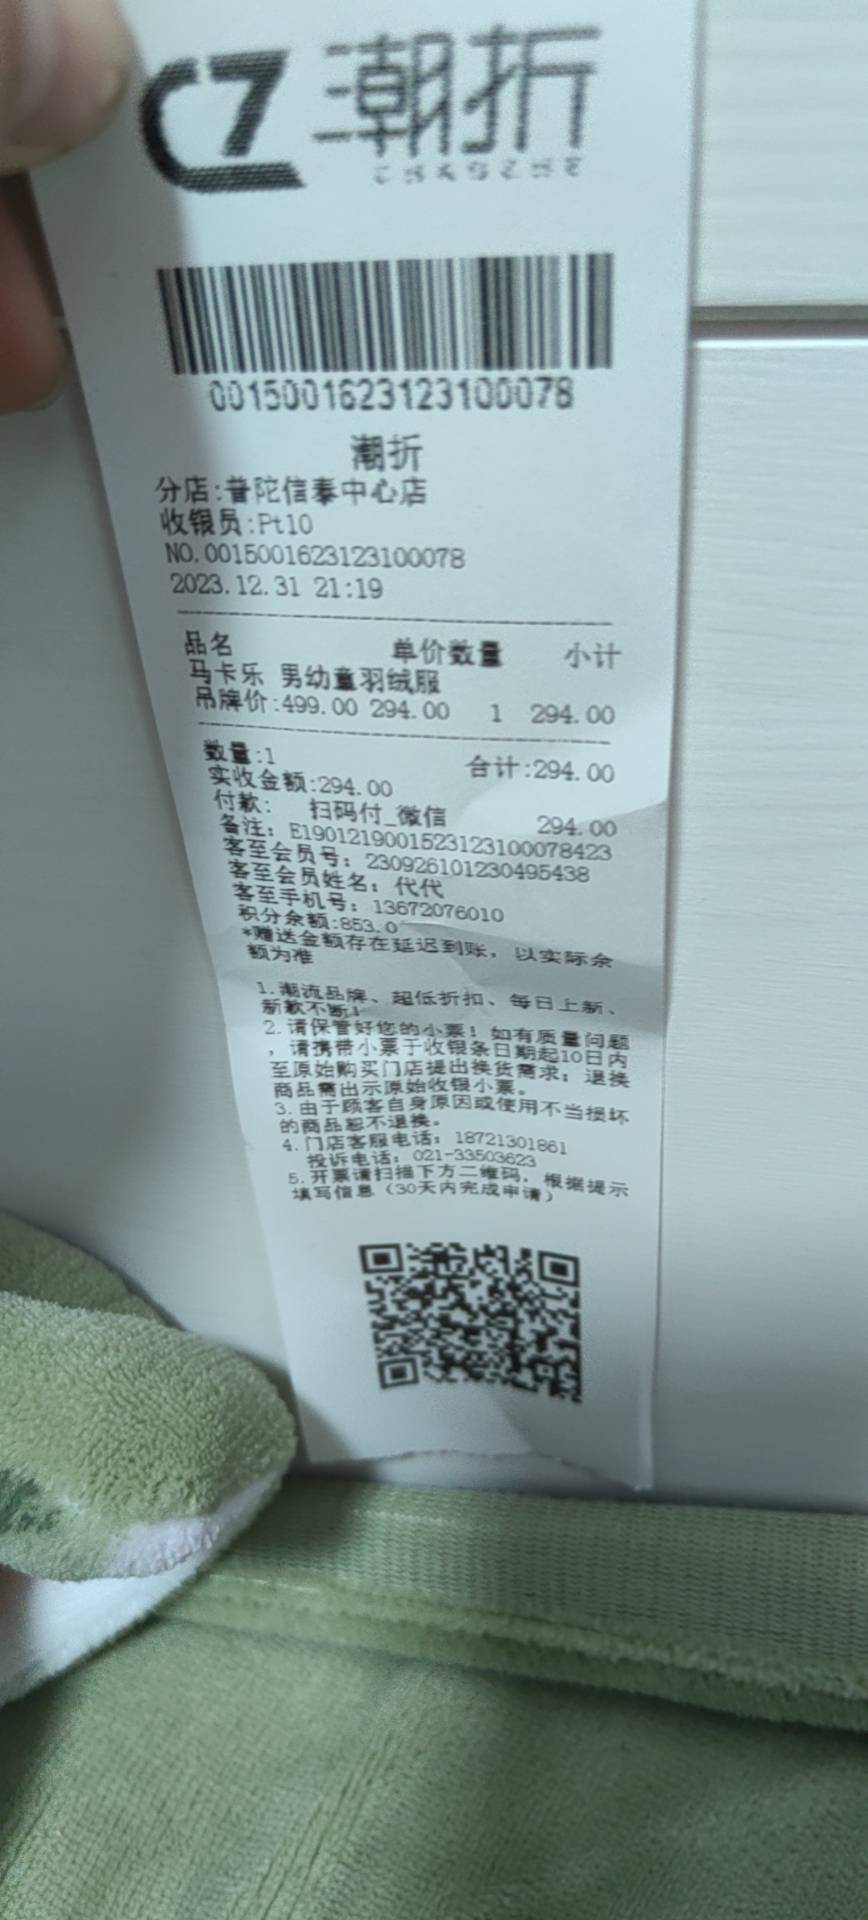 CZ 潮折
CHAOZHE
0015001623123100078
潮折
分店:普陀信泰中心店
收银员:Pt10
NO.0015001623123100078
2023.12.31 21:19
品名 单价数量 小计
马卡乐 男幼童羽绒服
吊牌价:499.00 294.00 1 294.00
数量:1 合计:294.00
实收金额:294.00
付款: 扫码付_微信 294.00
备注: E1901219001523123100078423
客至会员号: 230926101230495438
客至会员姓名: 代代
客至手机号: 13672076010
积分余额:853.0
*赠送金额存在延迟到账, 以实际余
额为准
1.潮流品牌、超低折扣、每日上新、
新款不断!
2.请保管好您的小票! 如有质量问题
, 请携带小票于收银条日期起10日内
至原始购买门店提出换货需求; 退换
商品需出示原始收银小票。
3.由于顾客自身原因或使用不当损坏
的商品恕不退换。
4.门店客服电话: 18721301861
投诉电话: 021-33503623
5.开票请扫描下方二维码, 根据提示
填写信息 (30天内完成申请)